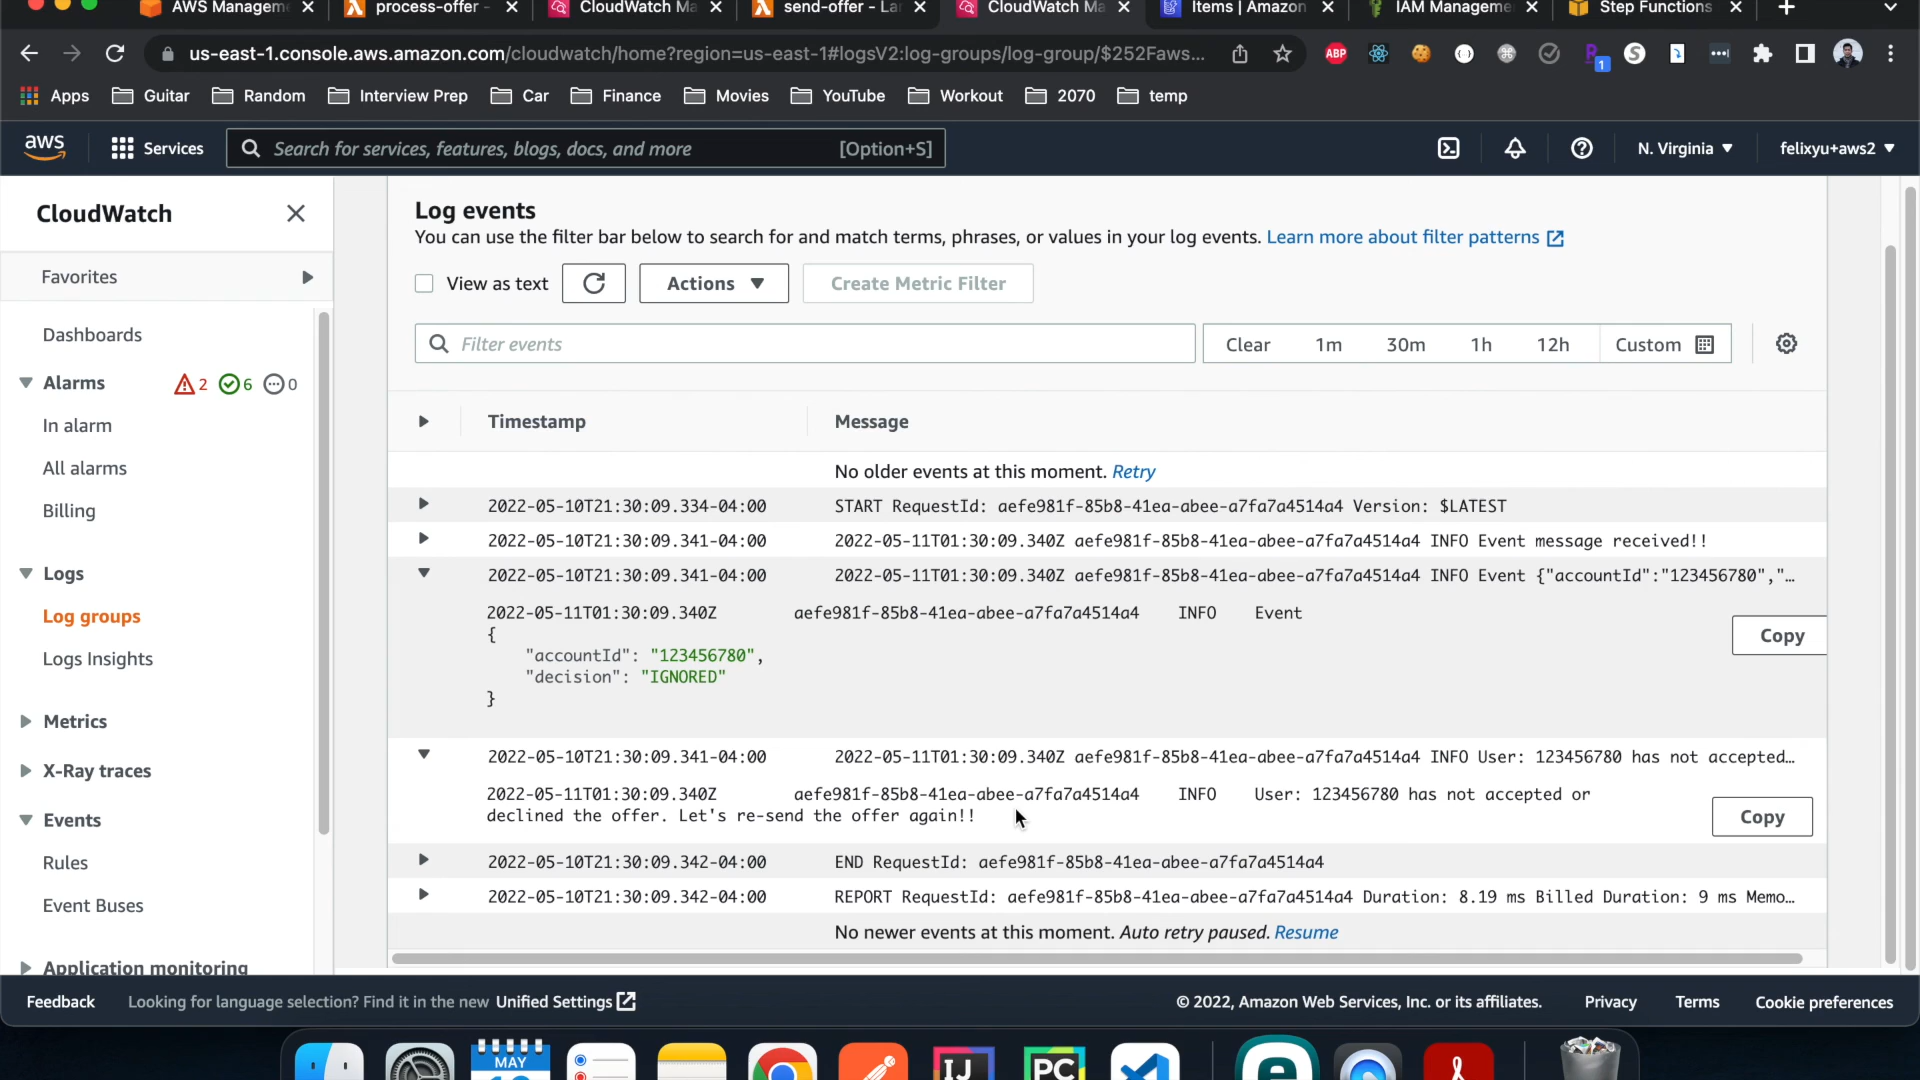 AWS Managem
process-offer -
CloudWatch Ma
send-offer - La
CloudWatch Ma
Items | Amazon
IAM Manageme
Step Functions
us-east-1.console.aws.amazon.com/cloudwatch/home?region=us-east-1#logsV2:log-groups/log-group/$252Faws...
ABP
1
Apps
Guitar
Random
Interview Prep
Car
Finance
Movies
YouTube
Workout
2070
temp
aws
Services
Search for services, features, blogs, docs, and more
[Option+S]
N. Virginia
felixyu+aws2
CloudWatch
Favorites
Dashboards
Alarms
2
6
0
In alarm
All alarms
Billing
Logs
Log groups
Logs Insights
Metrics
X-Ray traces
Events
Rules
Event Buses
Application monitoring
Log events
You can use the filter bar below to search for and match terms, phrases, or values in your log events. Learn more about filter patterns
View as text
Actions
Create Metric Filter
Filter events
Clear
1m
30m
1h
12h
Custom
Timestamp
Message
No older events at this moment. Retry
2022-05-10T21:30:09.334-04:00 START RequestId: aefe981f-85b8-41ea-abee-a7fa7a4514a4 Version: $LATEST
2022-05-10T21:30:09.341-04:00 2022-05-11T01:30:09.340Z aefe981f-85b8-41ea-abee-a7fa7a4514a4 INFO Event message received!!
2022-05-10T21:30:09.341-04:00 2022-05-11T01:30:09.340Z aefe981f-85b8-41ea-abee-a7fa7a4514a4 INFO Event {"accountId":"123456780","...
2022-05-11T01:30:09.340Z aefe981f-85b8-41ea-abee-a7fa7a4514a4 INFO Event
{
"accountId": "123456780",
"decision": "IGNORED"
}
Copy
2022-05-10T21:30:09.341-04:00 2022-05-11T01:30:09.340Z aefe981f-85b8-41ea-abee-a7fa7a4514a4 INFO User: 123456780 has not accepted...
2022-05-11T01:30:09.340Z aefe981f-85b8-41ea-abee-a7fa7a4514a4 INFO User: 123456780 has not accepted or
declined the offer. Let's re-send the offer again!!
Copy
2022-05-10T21:30:09.342-04:00 END RequestId: aefe981f-85b8-41ea-abee-a7fa7a4514a4
2022-05-10T21:30:09.342-04:00 REPORT RequestId: aefe981f-85b8-41ea-abee-a7fa7a4514a4 Duration: 8.19 ms Billed Duration: 9 ms Memo...
No newer events at this moment. Auto retry paused. Resume
Feedback
Looking for language selection? Find it in the new Unified Settings
© 2022, Amazon Web Services, Inc. or its affiliates.
Privacy
Terms
Cookie preferences
MAY
IJ
PC